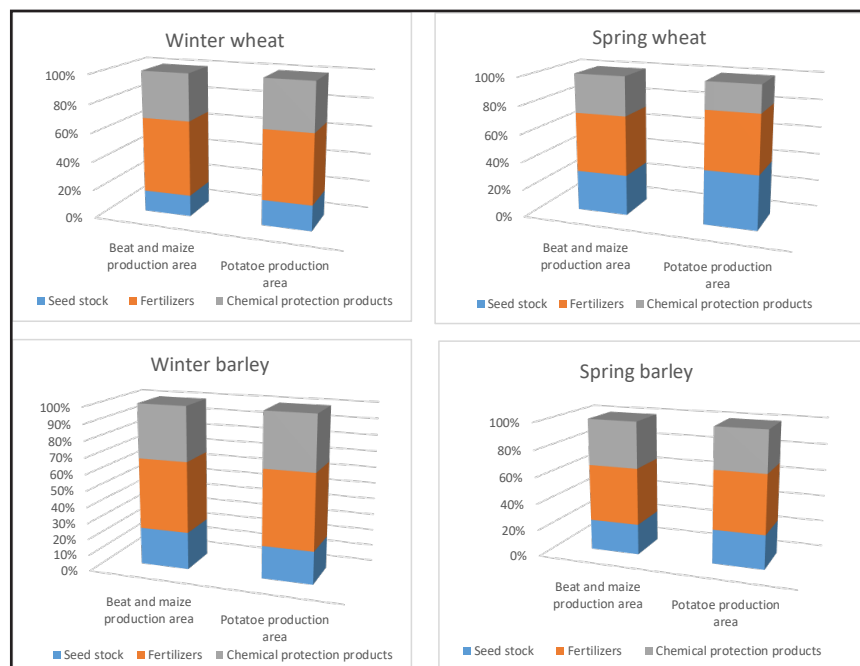 Winter wheat
100%
80%
60%
40%
20%
0%
Beat and maize
production area
Potatoe production
area
Seed stock Fertilizers Chemical protection products
Spring wheat
100%
80%
60%
40%
20%
0%
Beat and maize
production area
Potatoe production
area
Seed stock Fertilizers Chemical protection products
Winter barley
100%
90%
80%
70%
60%
50%
40%
30%
20%
10%
0%
Beat and maize
production area
Potatoe production
area
Seed stock Fertilizers Chemical protection products
Spring barley
100%
80%
60%
40%
20%
0%
Beat and maize
production area
Potatoe production
area
Seed stock Fertilizers Chemical protection products